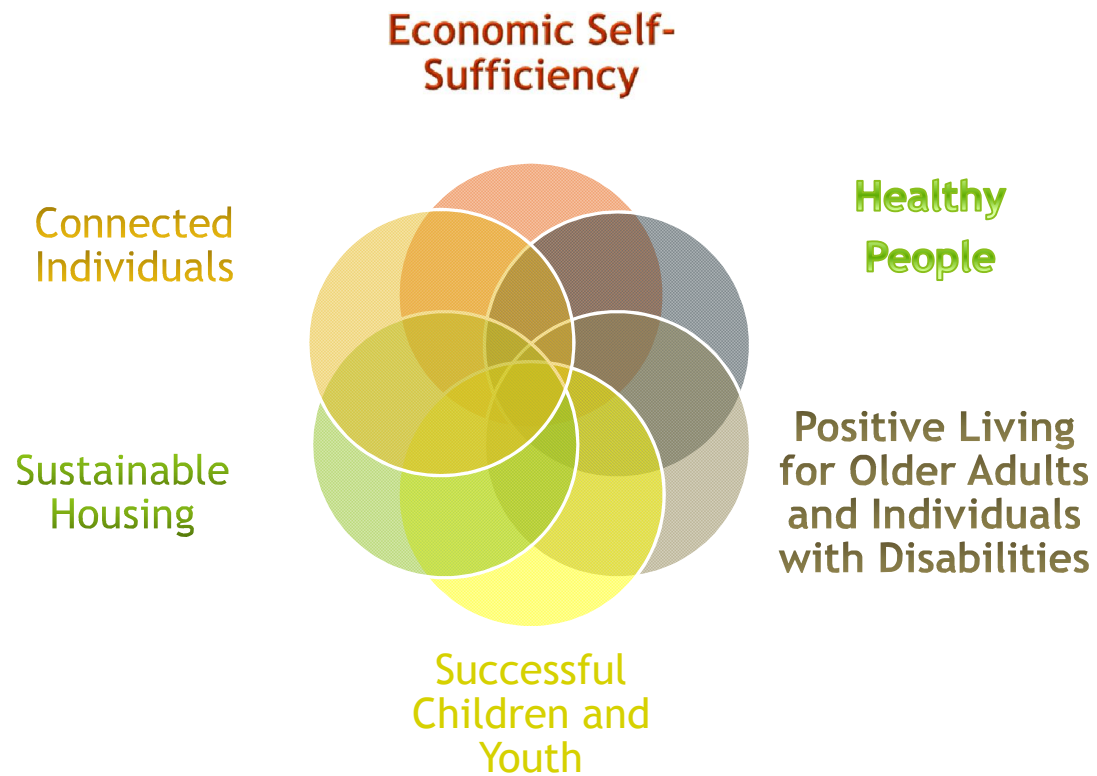 Economic Self-
Sufficiency
Healthy
People
Connected
Individuals
Positive Living
for Older Adults
and Individuals
with Disabilities
Sustainable
Housing
Successful
Children and
Youth